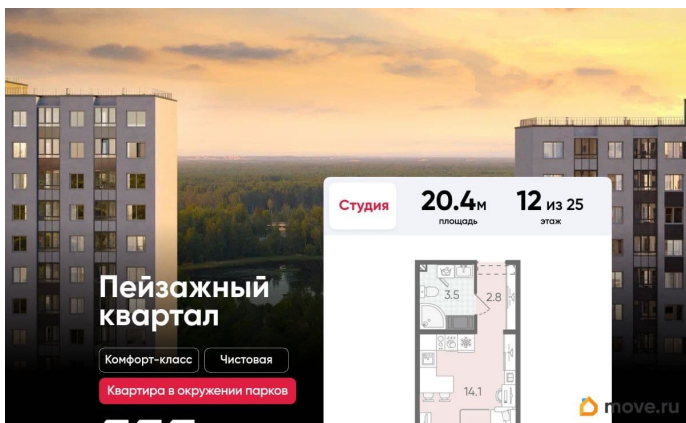 Студия
20.4м
площадь
12 из 25
этаж
Пейзажный
квартал
Комфорт-класс
Чистовая
Квартира в окружении парков
3.5
2.8
14.1
move.ru